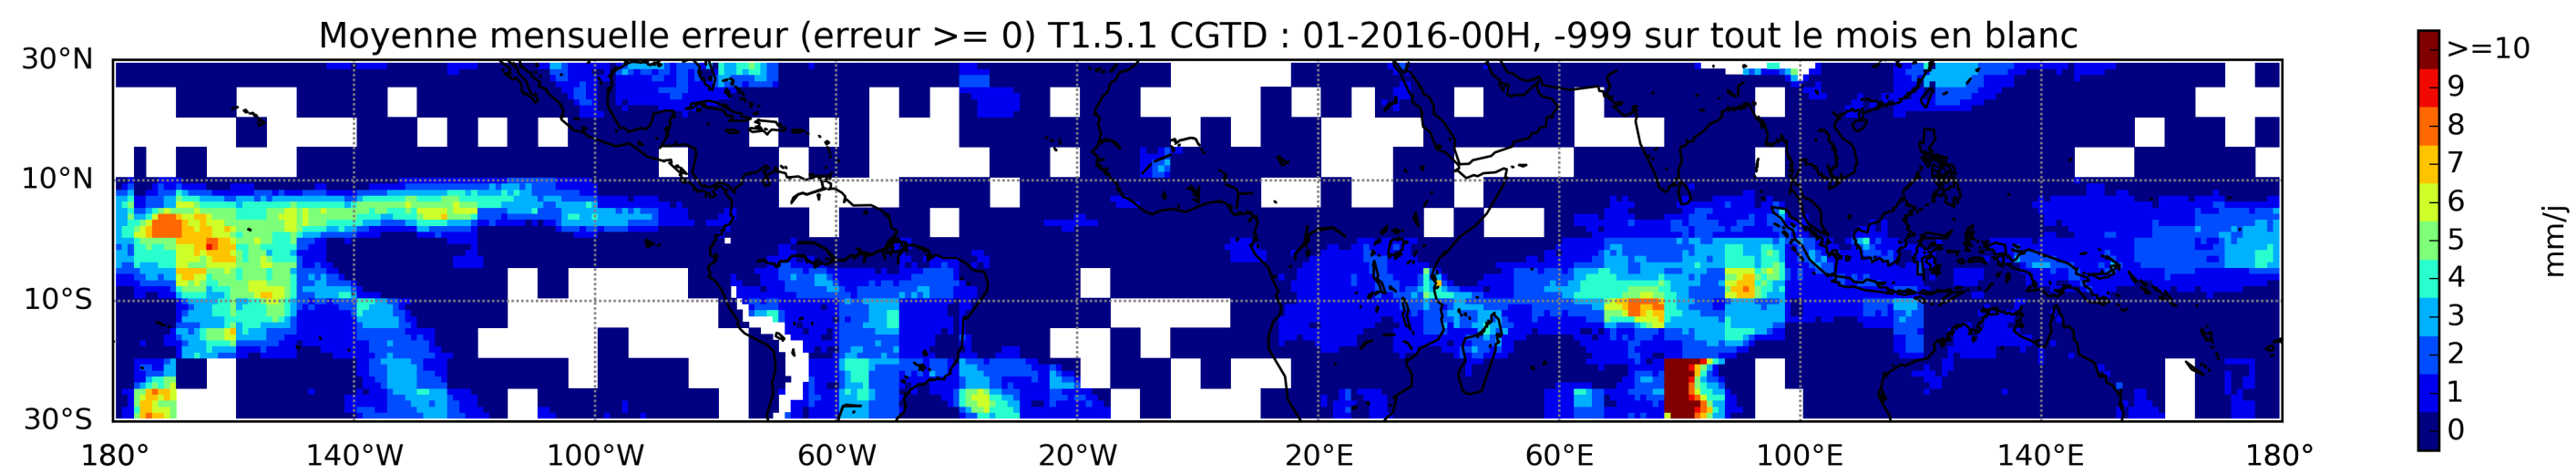 Moyenne mensuelle erreur (erreur >= 0) T1.5.1 CGTD : 01-2016-00H, -999 sur tout le mois en blanc
30°N
10°N
10°S
30°S
180° 140°W 100°W 60°W 20°W 20°E 60°E 100°E 140°E 180°
>=10
9
8
7
6
5
4
3
2
1
0
mm/j